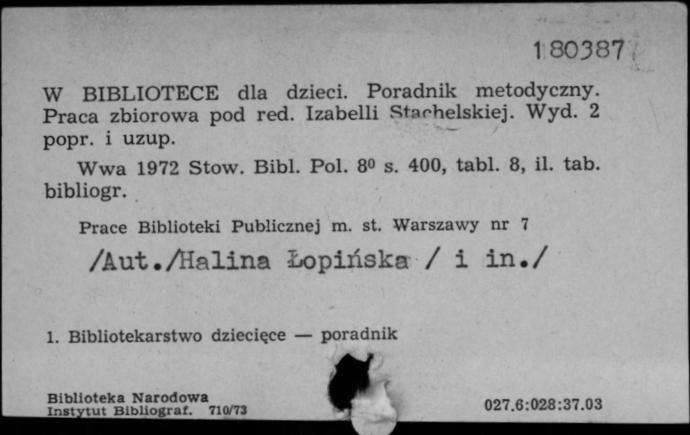 180387
W BIBLIOTECE dla dzieci. Poradnik metodyczny.
Praca zbiorowa pod red. Izabelli Stachelskiej. Wyd. 2
popr. i uzup.
Wwa 1972 Stow. Bibl. Pol. 8⁰ s. 400, tabl. 8, il. tab.
bibliogr.
Prace Biblioteki Publicznej m. st. Warszawy nr 7
/Aut./Halina Łopińska / i in./
1. Bibliotekarstwo dziecięce — poradnik
Biblioteka Narodowa
Instytut Bibliograf. 710/73
027.6:028:37.03